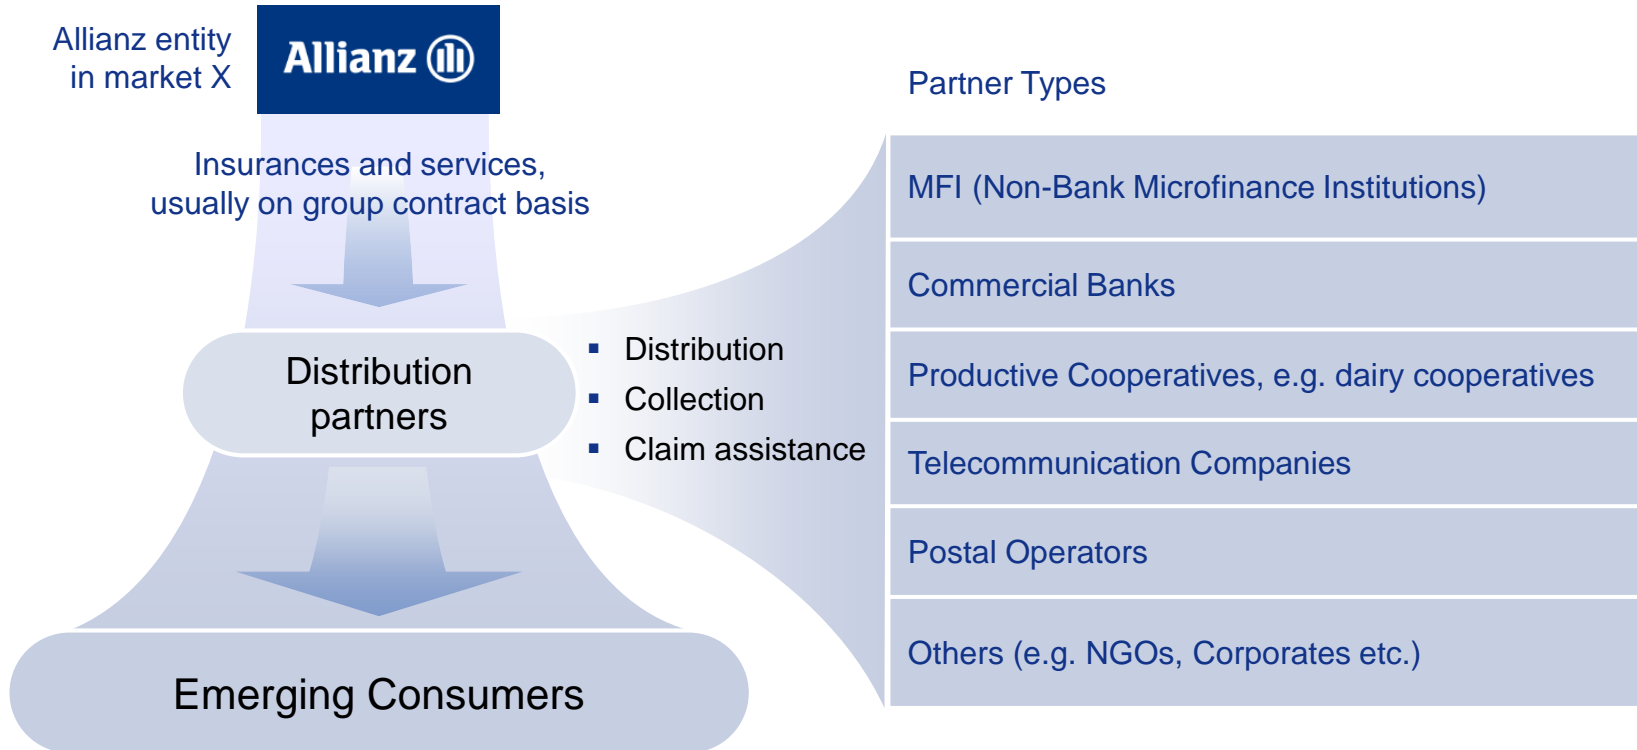 Allianz entity
in market X
Allianz
Insurances and services,
usually on group contract basis
Distribution
partners
Emerging Consumers
Distribution
Collection
Claim assistance
Partner Types
MFI (Non-Bank Microfinance Institutions)
Commercial Banks
Productive Cooperatives, e.g. dairy cooperatives
Telecommunication Companies
Postal Operators
Others (e.g. NGOs, Corporates etc.)